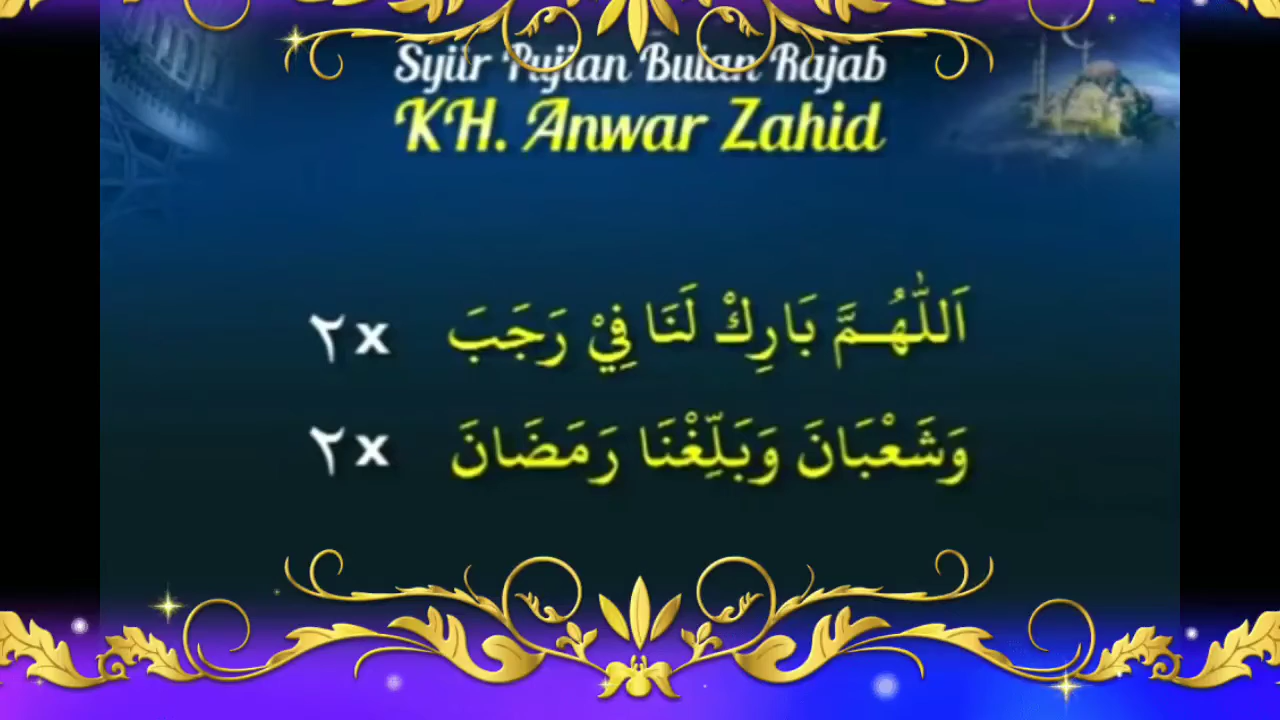 Syiir Pujian Bulan Rajab
KH. Anwar Zahid
اَللّٰهُمَّ بَارِكْ لَنَا فِيْ رَجَبَ ٢x
وَشَعْبَانَ وَبَلِّغْنَا رَمَضَانَ ٢x